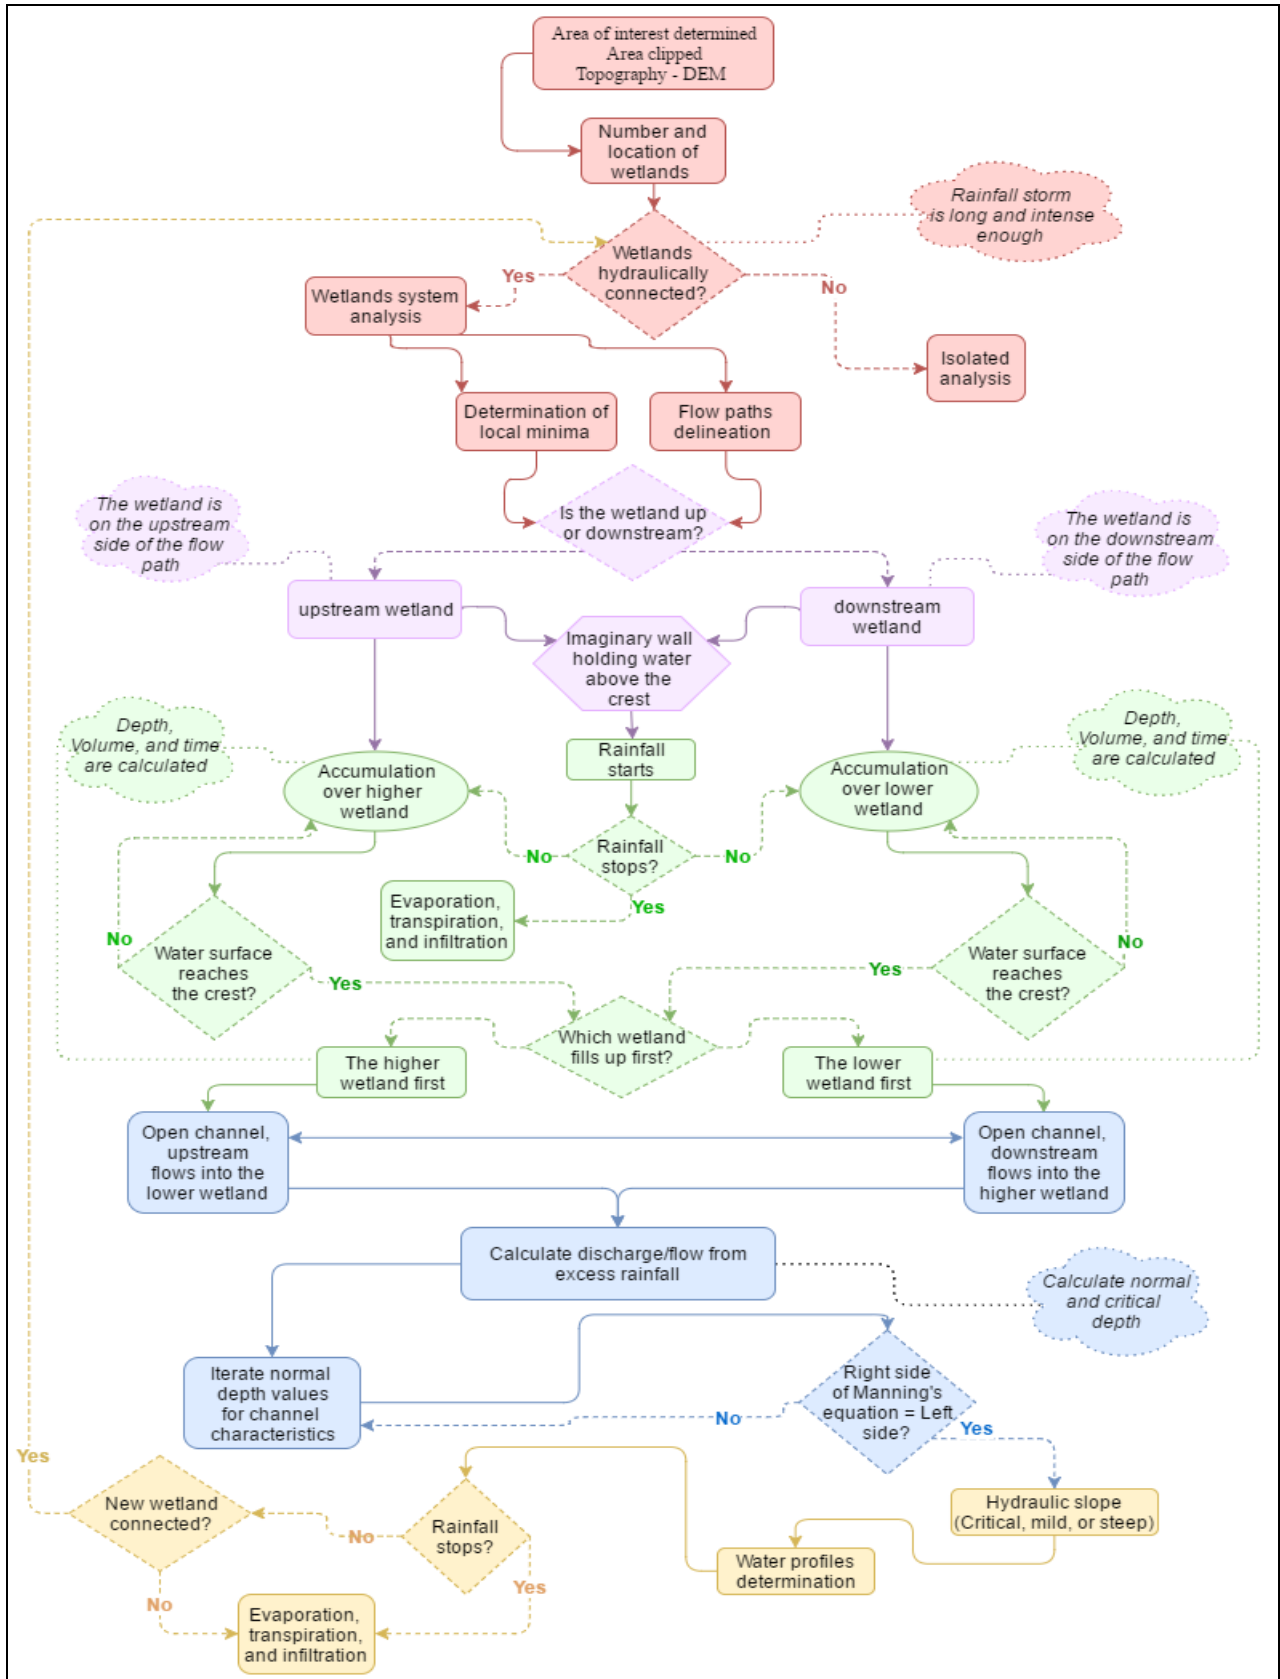 Area of interest determined
Area clipped
Topography - DEM
Number and
location of
wetlands
Rainfall storm
is long and intense
enough
Wetlands
hydraulically
connected?
Yes
No
Wetlands system
analysis
Isolated
analysis
Determination of
local minima
Flow paths
delineation
The wetland is
on the upstream
side of the flow
path
Is the wetland up
or downstream?
The wetland is
on the downstream
side of the flow
path
upstream wetland
downstream
wetland
Imaginary wall
holding water
above the
crest
Depth,
Volume, and time
are calculated
Rainfall
starts
Depth,
Volume, and time
are calculated
Accumulation
over higher
wetland
Accumulation
over lower
wetland
Rainfall
stops?
No
No
Yes
Evaporation,
transpiration,
and infiltration
No
Water surface
reaches
the crest?
Yes
Yes
Water surface
reaches
the crest?
No
Which wetland
fills up first?
The higher
wetland first
The lower
wetland first
Open channel,
upstream
flows into the
lower wetland
Open channel,
downstream
flows into the
higher wetland
Calculate discharge/flow from
excess rainfall
Calculate normal
and critical
depth
Iterate normal
depth values
for channel
characteristics
Right side
of Manning's
equation = Left
side?
No
Yes
Yes
Hydraulic slope
(Critical, mild, or steep)
New wetland
connected?
No
Rainfall
stops?
Water profiles
determination
Yes
No
Evaporation,
transpiration,
and infiltration